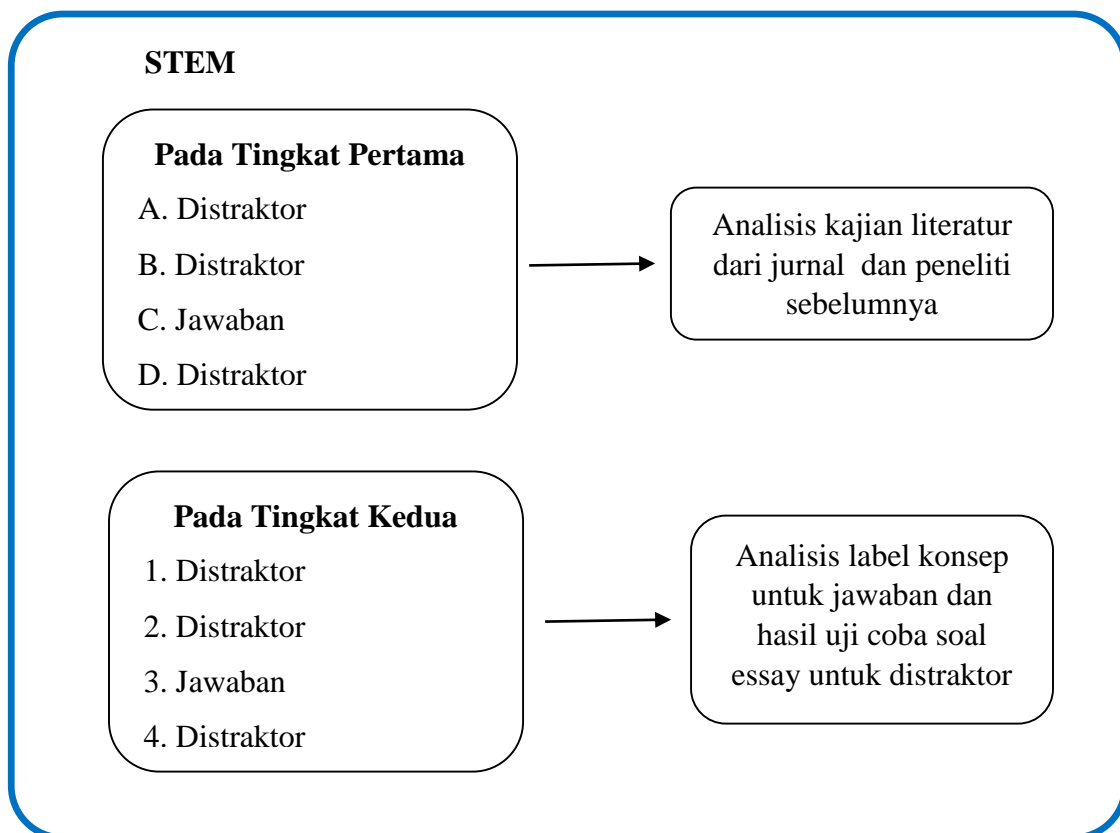 STEM
Pada Tingkat Pertama
A. Distraktor
B. Distraktor
C. Jawaban
D. Distraktor
Analisis kajian literatur
dari jurnal dan peneliti
sebelumnya
Pada Tingkat Kedua
1. Distraktor
2. Distraktor
3. Jawaban
4. Distraktor
Analisis label konsep
untuk jawaban dan
hasil uji coba soal
essay untuk distraktor